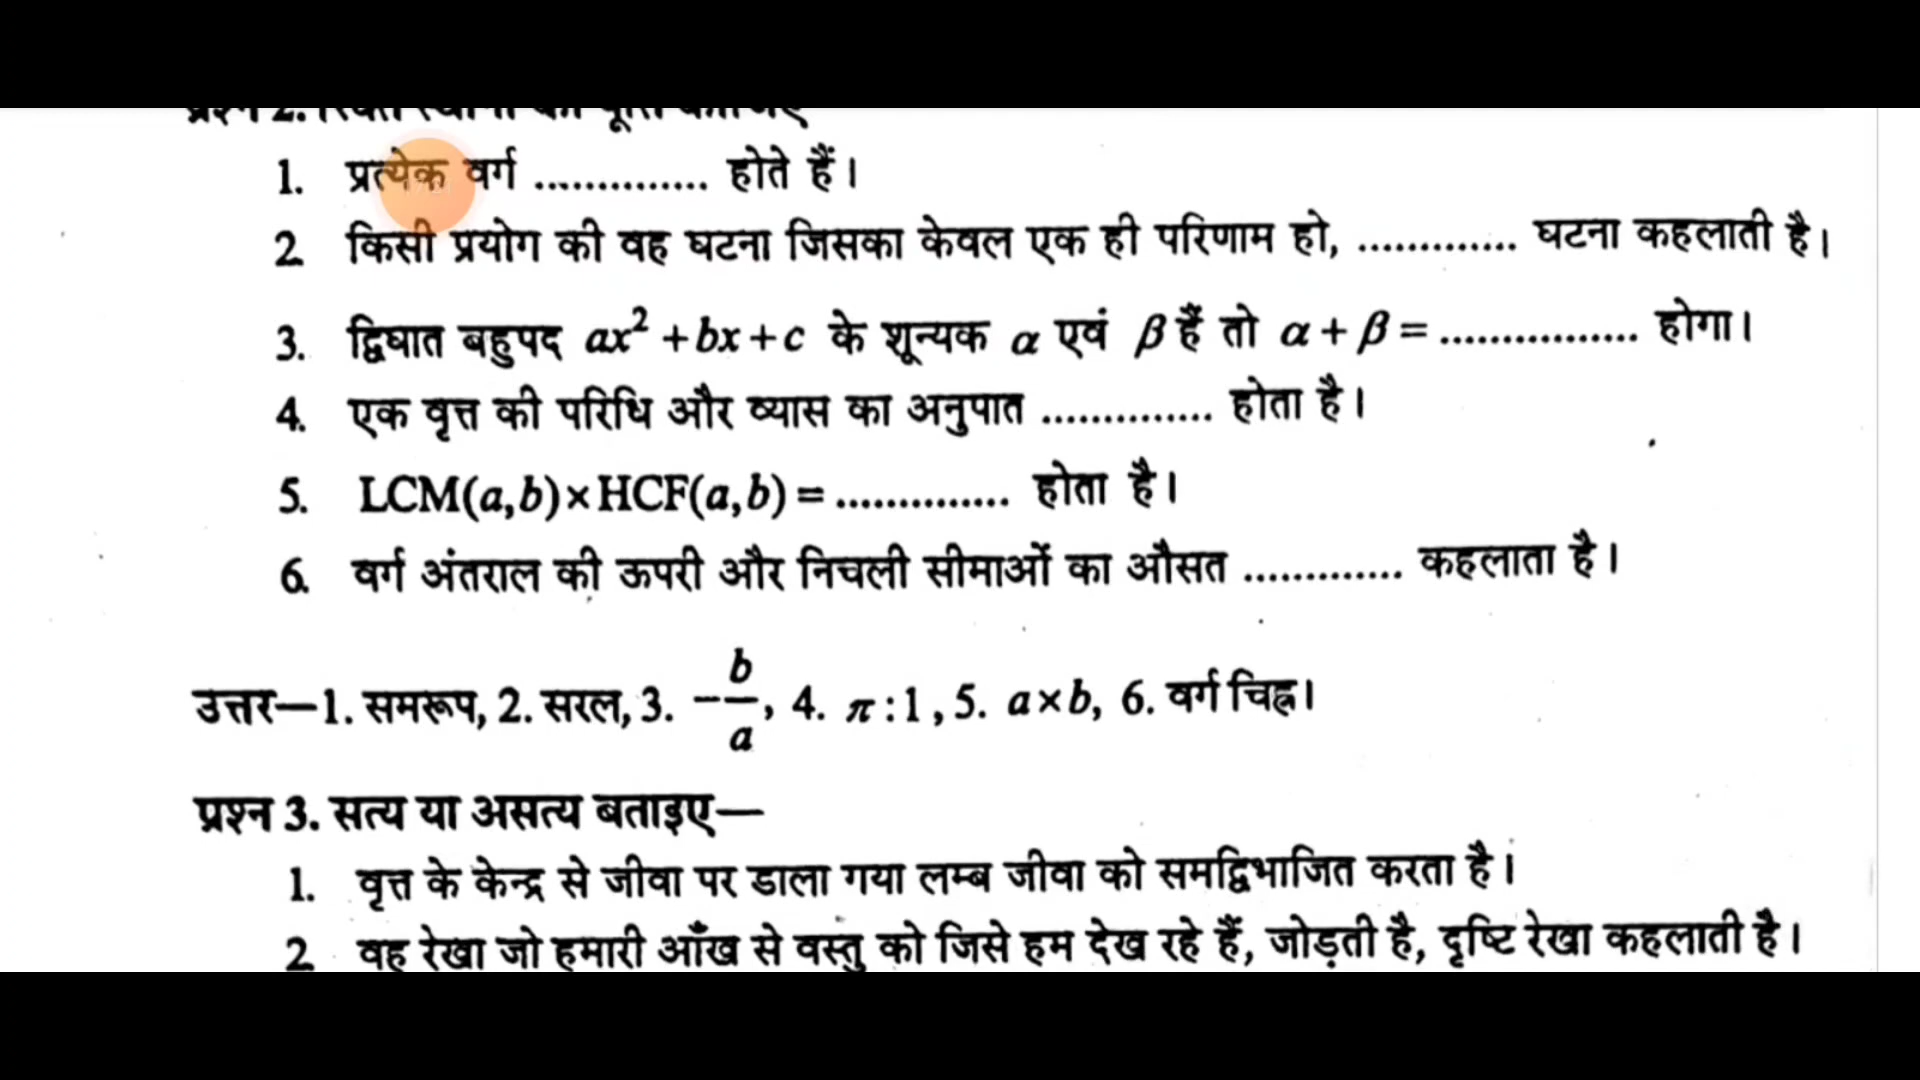 प्रश्न 2. रिक्त स्थानों की पूर्ति कीजिए
1. प्रत्येक वर्ग .............. होते हैं।
2 किसी प्रयोग की वह घटना जिसका केवल एक ही परिणाम हो, ............. घटना कहलाती है।
3. द्विघात बहुपद ax² + bx + c के शून्यक α एवं β हैं तो α + β = ................ होगा।
4. एक वृत्त की परिधि और व्यास का अनुपात .............. होता है।
5. LCM(a,b)×HCF(a,b) = .............. होता है।
6. वर्ग अंतराल की ऊपरी और निचली सीमाओं का औसत ............. कहलाता है।
उत्तर—1. समरूप, 2. सरल, 3. −b/a, 4. π : 1, 5. a×b, 6. वर्ग चिह्न।
प्रश्न 3. सत्य या असत्य बताइए—
1. वृत्त के केन्द्र से जीवा पर डाला गया लम्ब जीवा को समद्विभाजित करता है।
2 वह रेखा जो हमारी आँख से वस्तु को जिसे हम देख रहे हैं, जोड़ती है, दृष्टि रेखा कहलाती है।